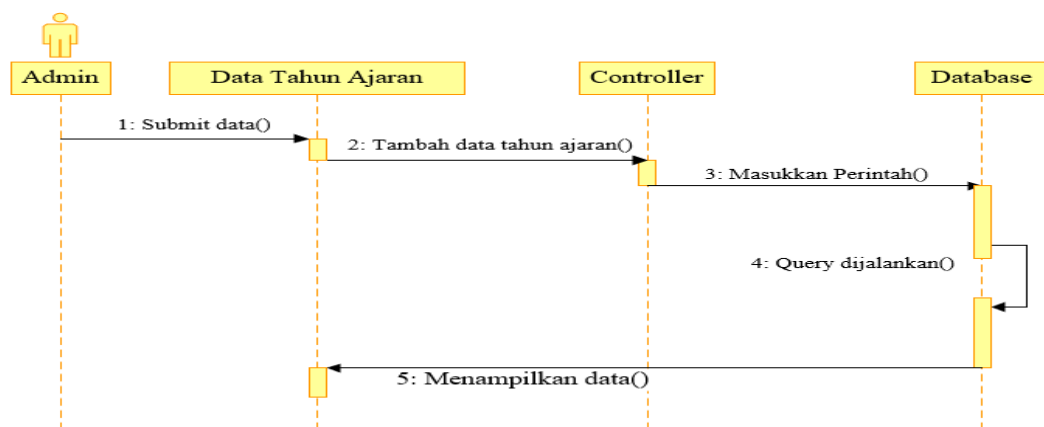 Admin
Data Tahun Ajaran
Controller
Database
1: Submit data()
2: Tambah data tahun ajaran()
3: Masukkan Perintah()
4: Query dijalankan()
5: Menampilkan data()